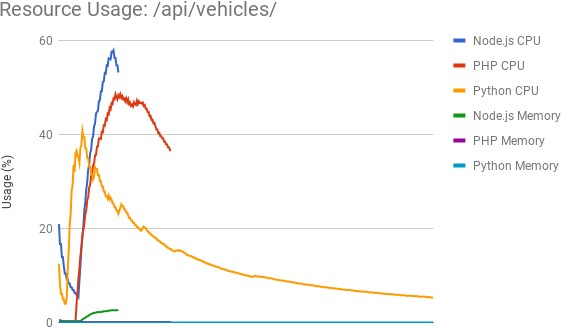 Resource Usage: /api/vehicles/
60
40
20
0
Usage (%)
Node.js CPU
PHP CPU
Python CPU
Node.js Memory
PHP Memory
Python Memory